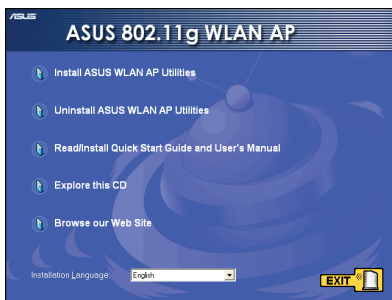 ASUS
ASUS 802.11g WLAN AP
Install ASUS WLAN AP Utilities
Uninstall ASUS WLAN AP Utilities
Read/Install Quick Start Guide and User's Manual
Explore this CD
Browse our Web Site
Installation Language: English
EXIT